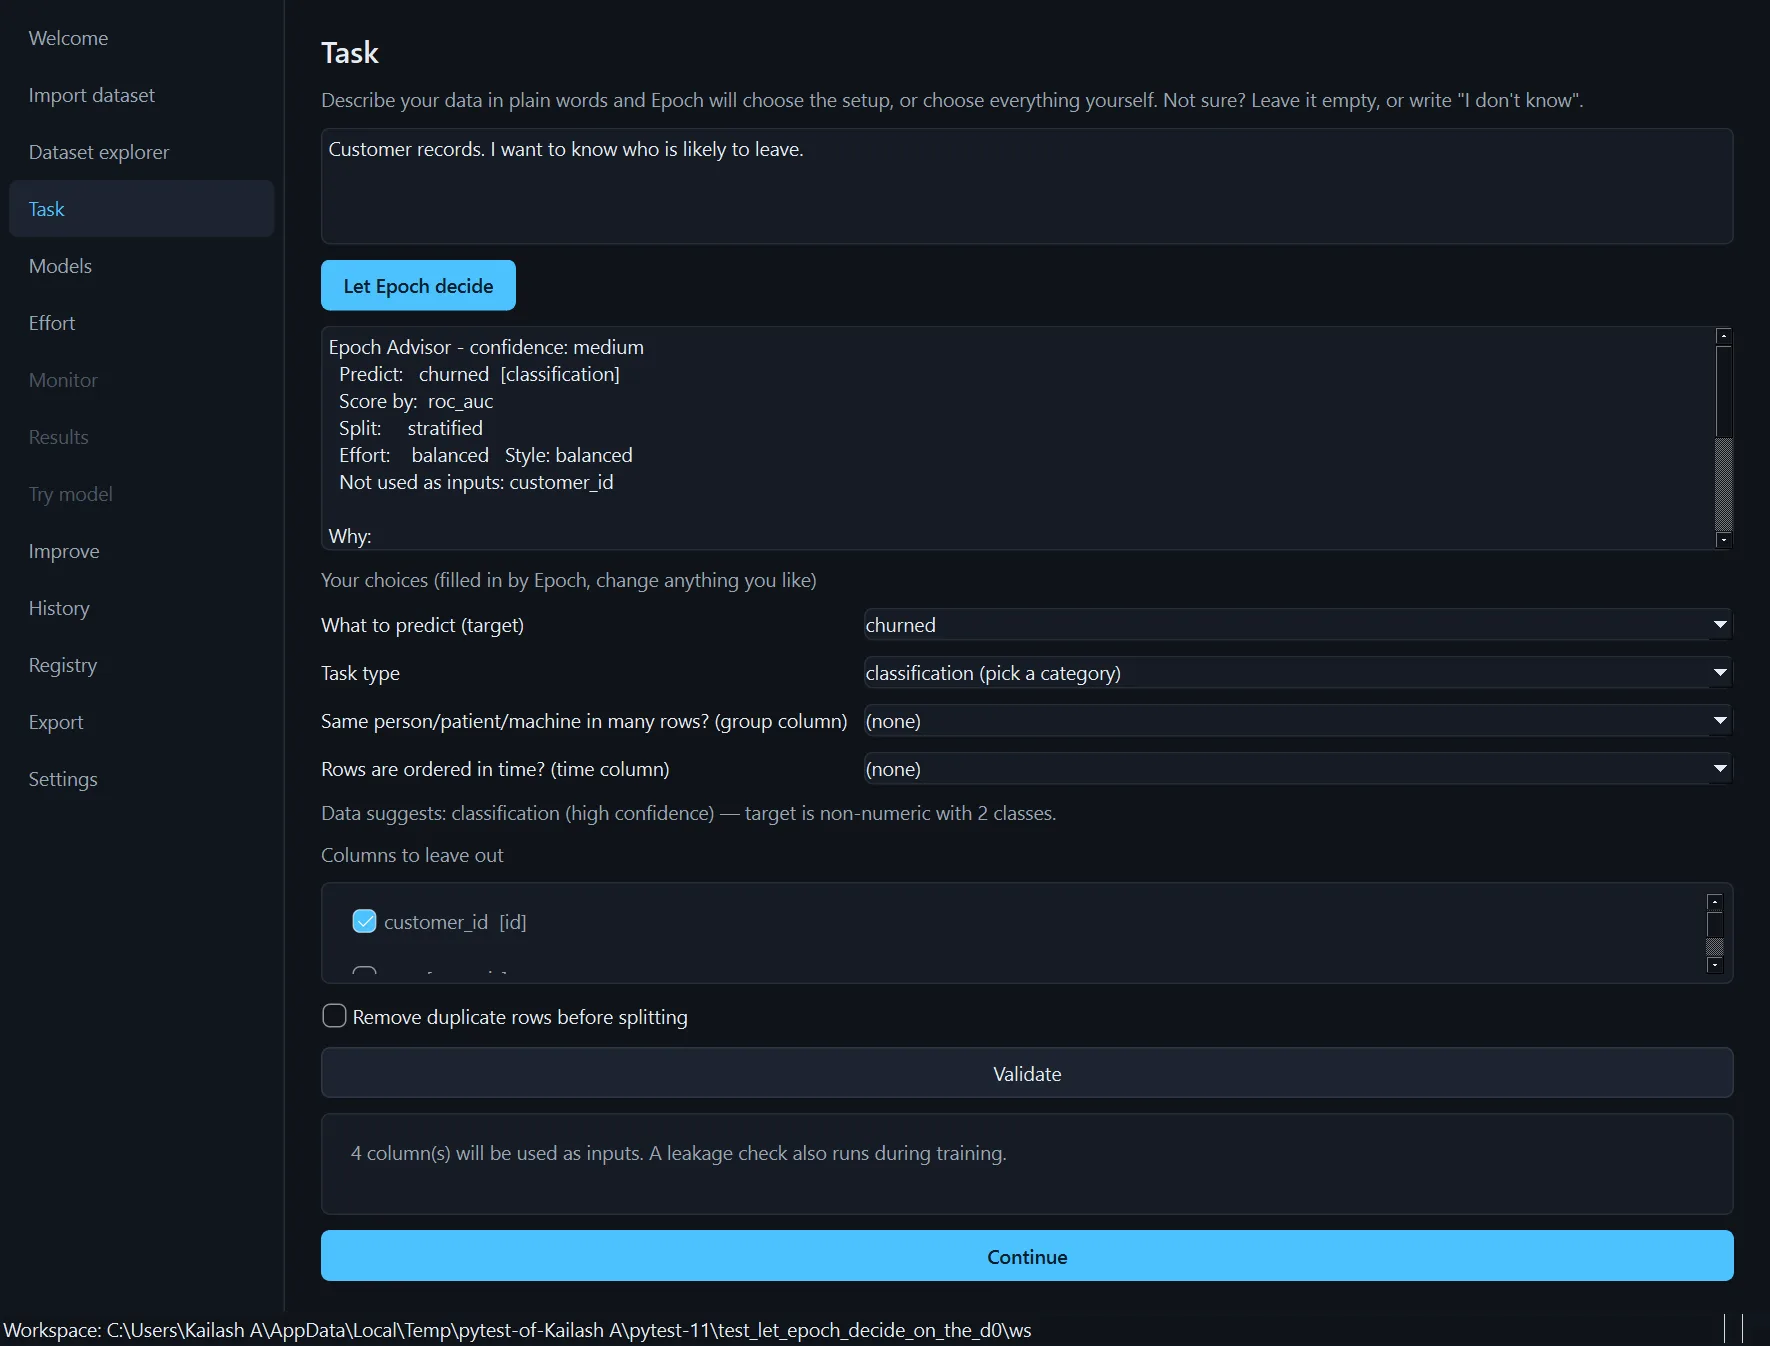 Welcome
Import dataset
Dataset explorer
Task
Models
Effort
Monitor
Results
Try model
Improve
History
Registry
Export
Settings
Task
Describe your data in plain words and Epoch will choose the setup, or choose everything yourself. Not sure? Leave it empty, or write "I don't know".
Customer records. I want to know who is likely to leave.
Let Epoch decide
Epoch Advisor - confidence: medium
Predict: churned [classification]
Score by: roc_auc
Split: stratified
Effort: balanced Style: balanced
Not used as inputs: customer_id
Why:
Your choices (filled in by Epoch, change anything you like)
What to predict (target) churned
Task type classification (pick a category)
Same person/patient/machine in many rows? (group column) (none)
Rows are ordered in time? (time column) (none)
Data suggests: classification (high confidence) — target is non-numeric with 2 classes.
Columns to leave out
customer_id [id]
Remove duplicate rows before splitting
Validate
4 column(s) will be used as inputs. A leakage check also runs during training.
Continue
Workspace: C:\Users\Kailash A\AppData\Local\Temp\pytest-of-Kailash A\pytest-11\test_let_epoch_decide_on_the_d0\ws